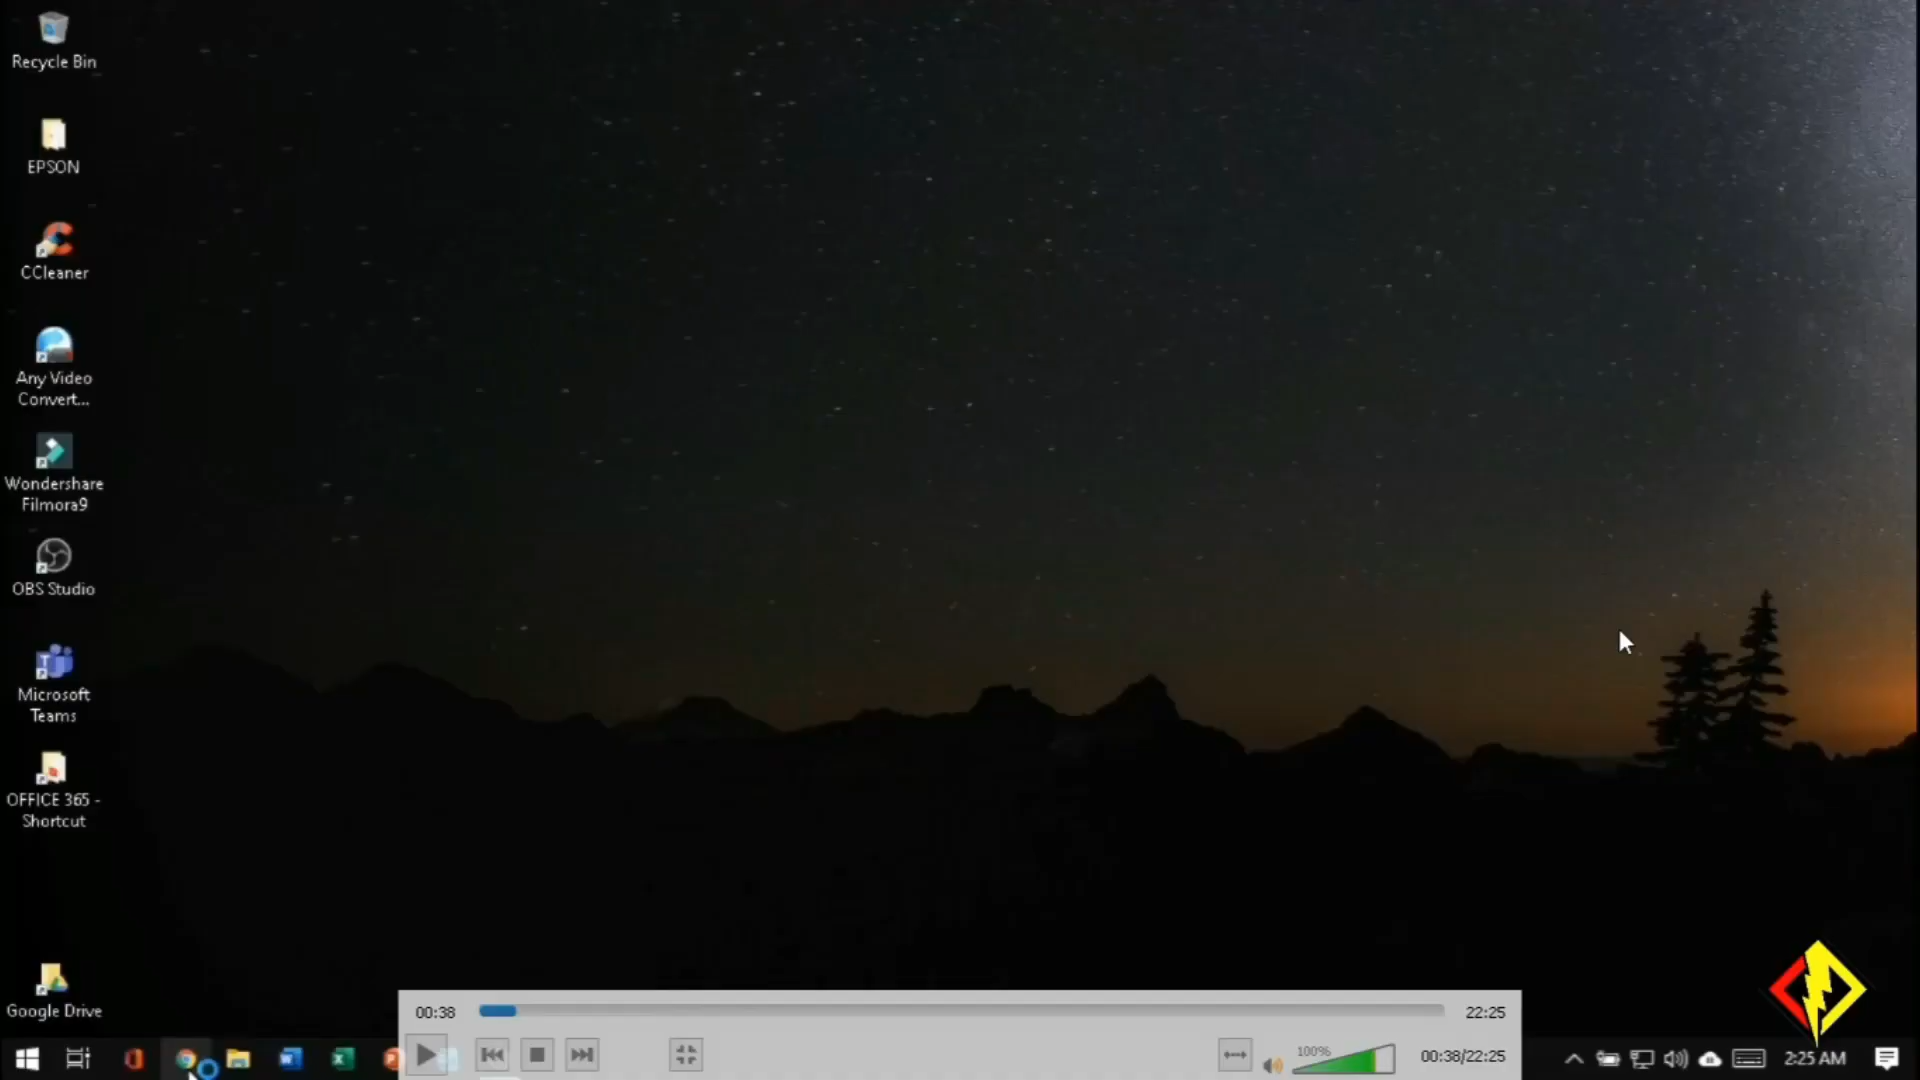 Recycle Bin
EPSON
CCleaner
Any Video
Convert...
Wondershare
Filmora9
OBS Studio
Microsoft
Teams
OFFICE 365 -
Shortcut
Google Drive
00:38
22:25
100%
00:38/22:25
2:25 AM